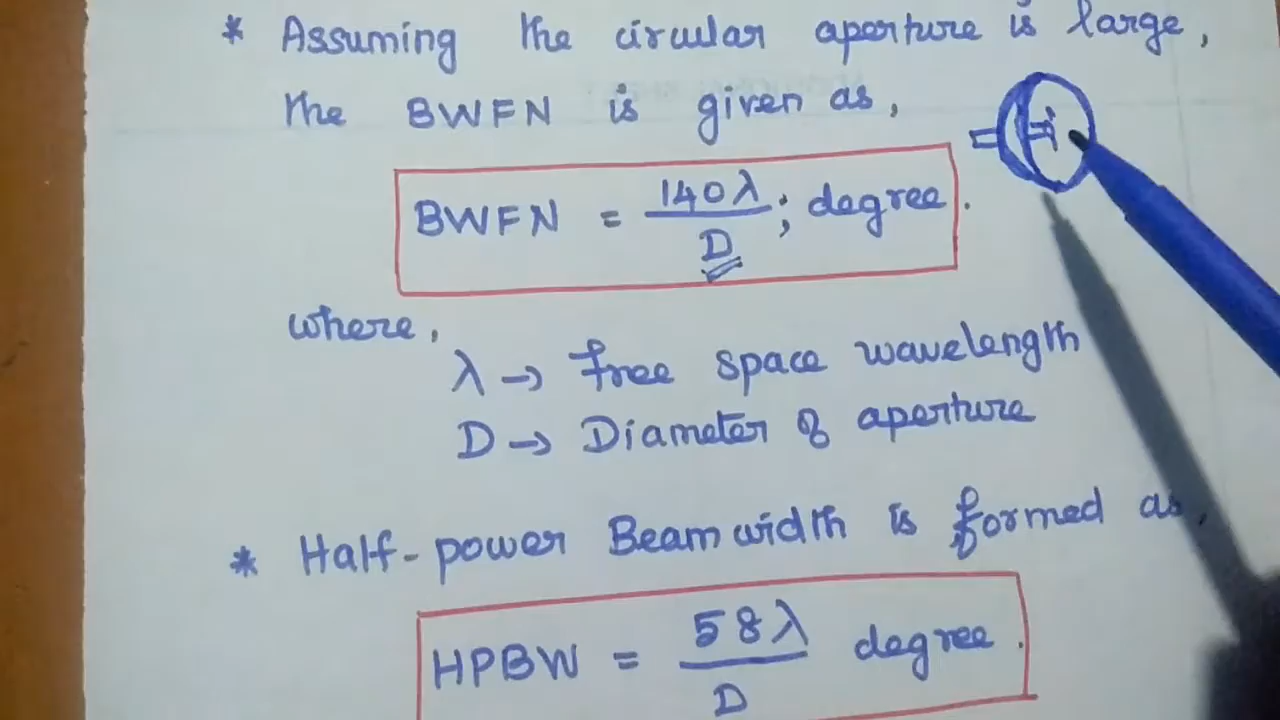 * Assuming the circular aperture is large,
the BWFN is given as,
BWFN = 140λ / D ; degree.
where,
λ → free space wavelength
D → Diameter of aperture
* Half-power Beamwidth is formed as,
HPBW = 58λ / D degree.